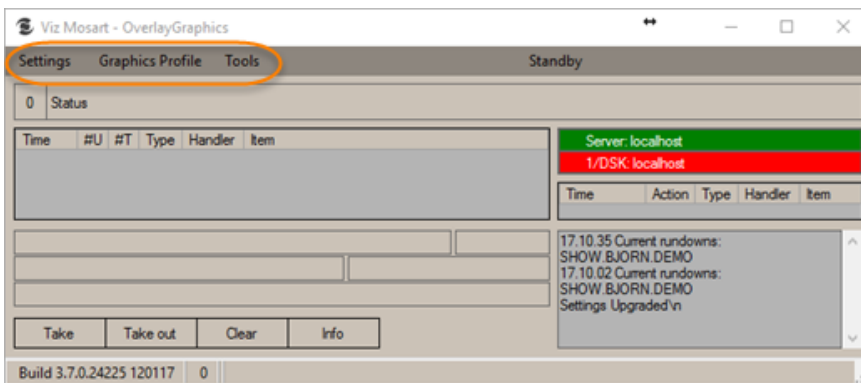 Viz Mosart - OverlayGraphics
Settings Graphics Profile Tools Standby
0 Status
Time #U #T Type Handler Item
Server: localhost
1/DSK: localhost
Time Action Type Handler Item
17.10.35 Current rundowns:
SHOW.BJORN.DEMO
17.10.02 Current rundowns:
SHOW.BJORN.DEMO
Settings Upgraded\n
Take Take out Clear Info
Build 3.7.0.24225 120117 0